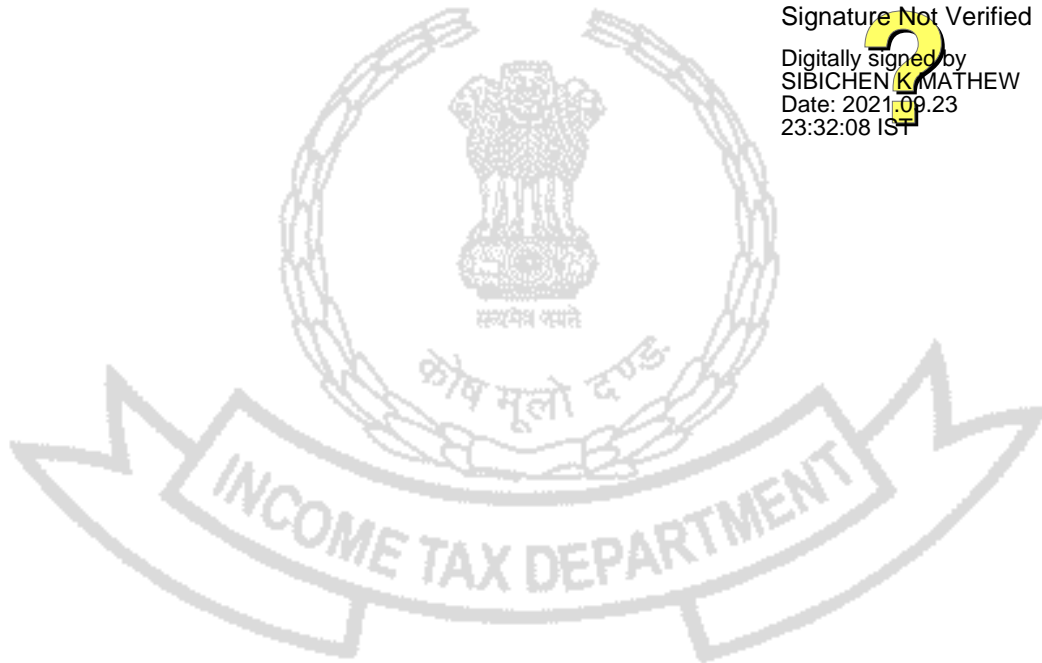 Signature Not Verified
Digitally signed by
SIBICHEN K MATHEW
Date: 2021.09.23
23:32:08 IST
सत्यमेव जयते
कोष मूलो दण्ड:
INCOME TAX DEPARTMENT